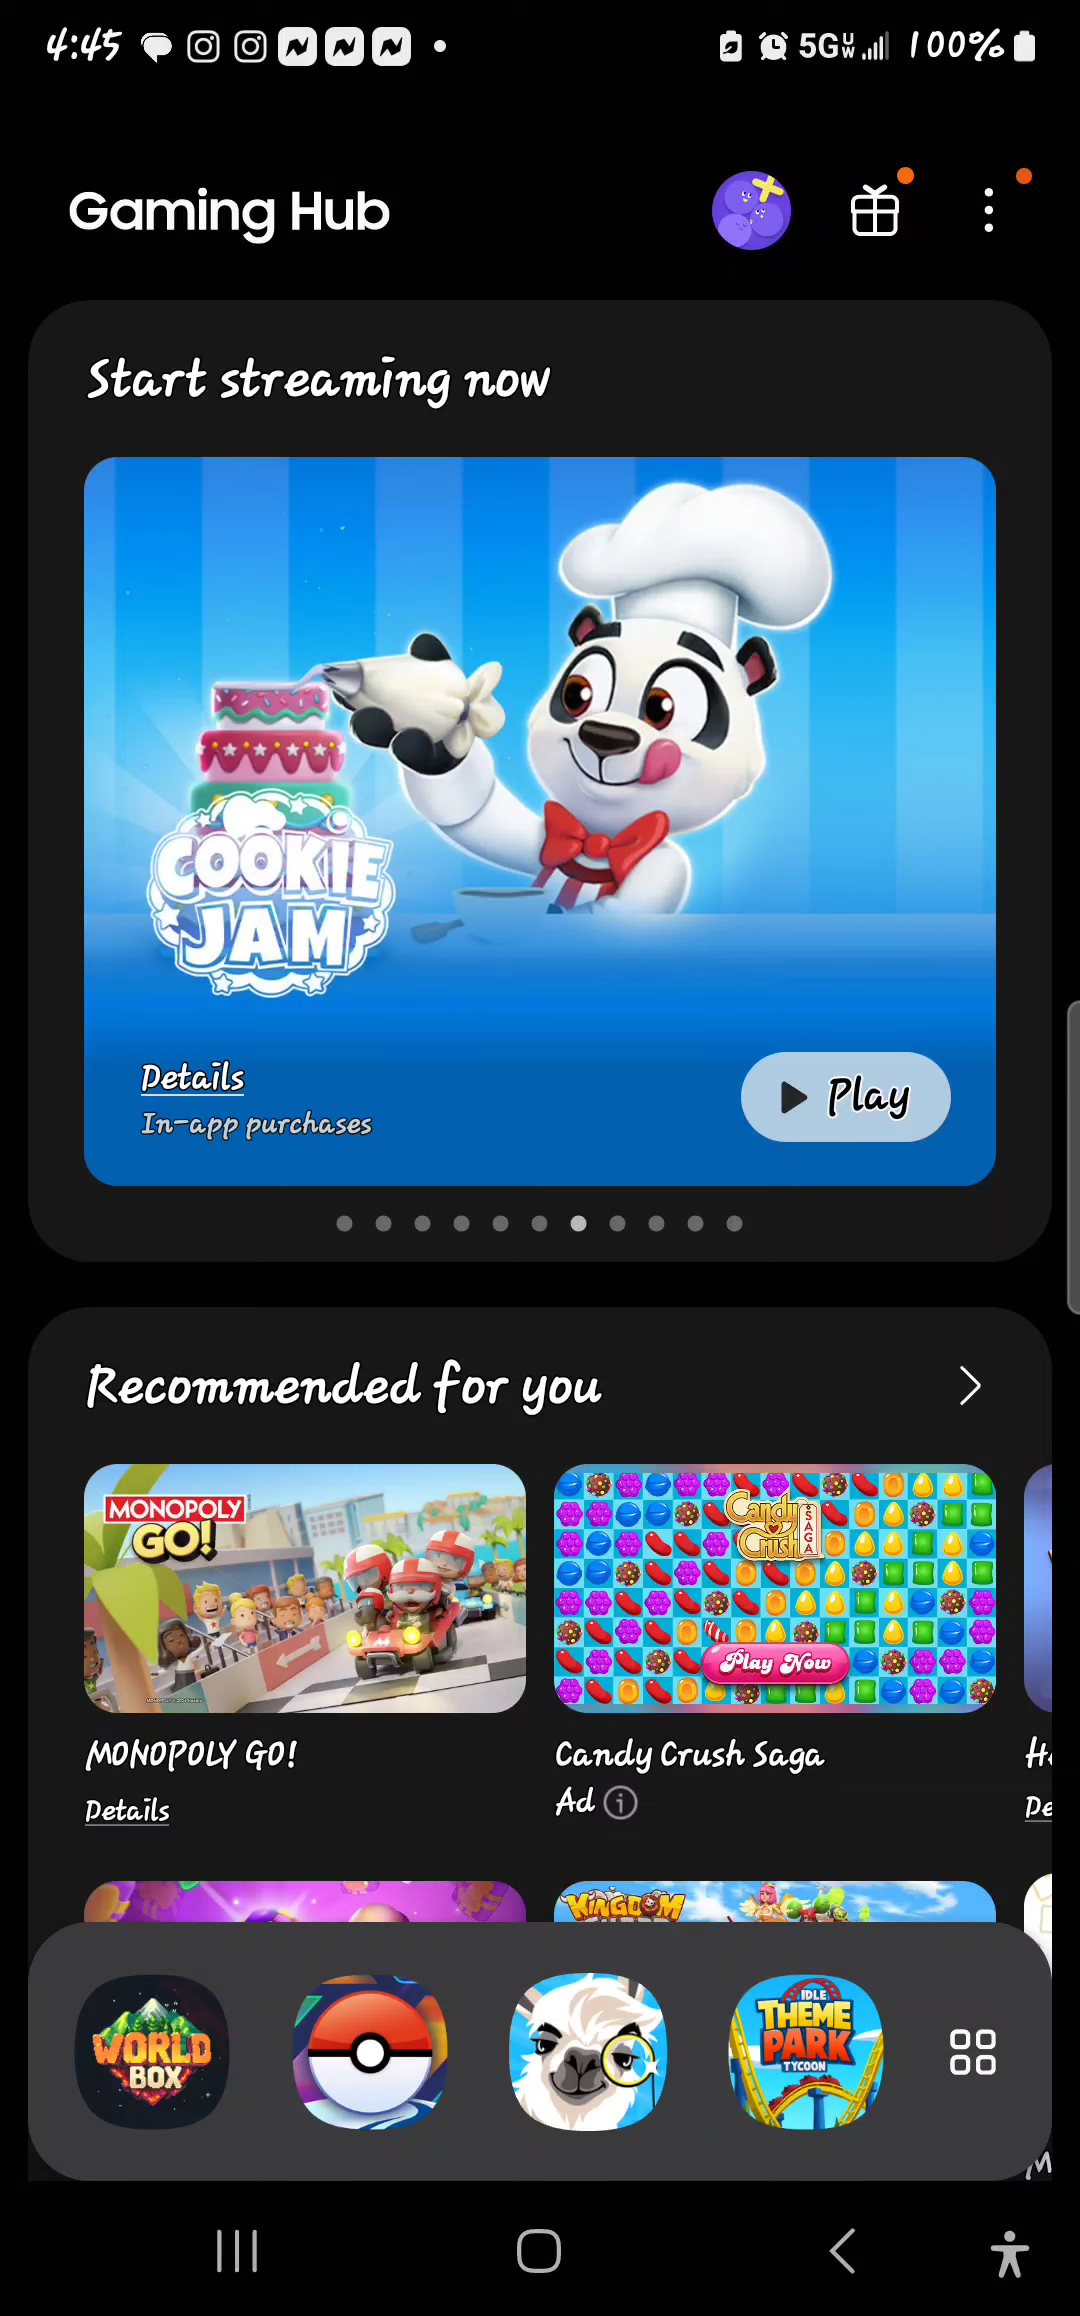 4:45
5G UW
100%
Gaming Hub
Start streaming now
COOKIE
JAM
Details
In-app purchases
Play
Recommended for you
MONOPOLY
GO!
Candy
Crush
SAGA
Play Now
MONOPOLY GO!
Candy Crush Saga
Details
Ad
KINGDOM
WORLD
BOX
IDLE
THEME
PARK
TYCOON